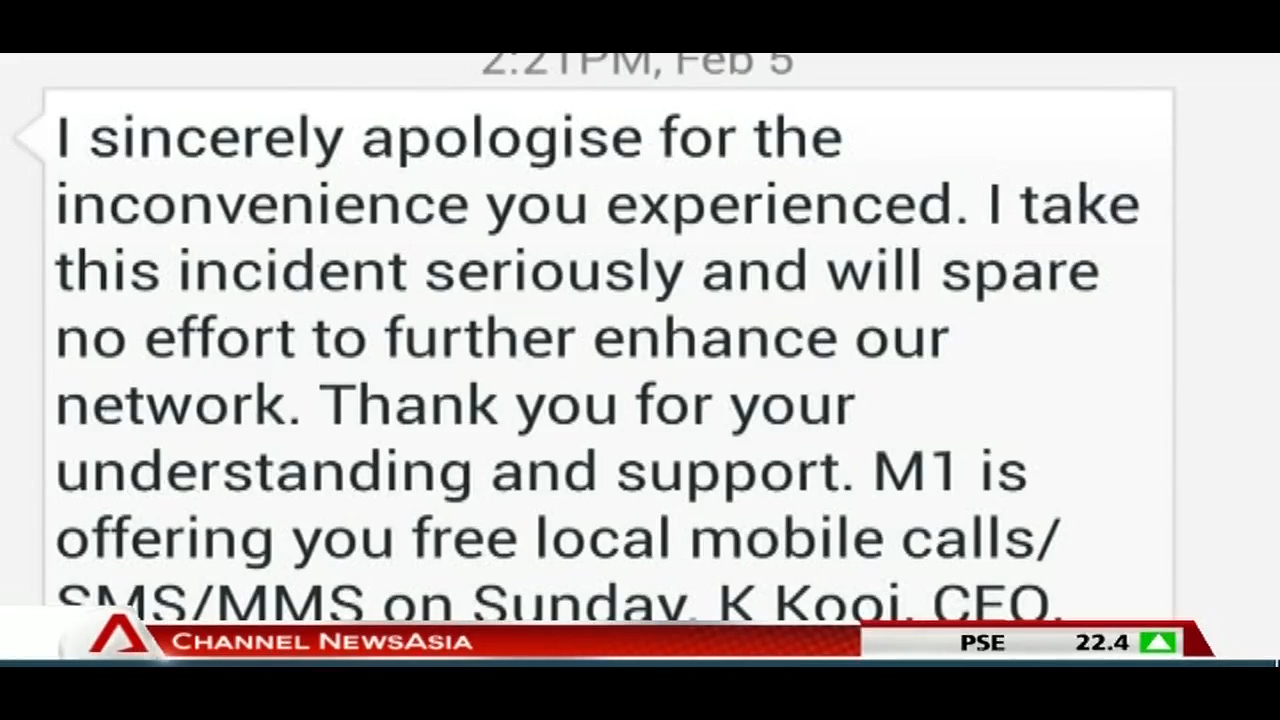 2:21PM, Feb 5
I sincerely apologise for the
inconvenience you experienced. I take
this incident seriously and will spare
no effort to further enhance our
network. Thank you for your
understanding and support. M1 is
offering you free local mobile calls/
SMS/MMS on Sunday. K Kooi, CEO.
CHANNEL NEWSASIA
PSE 22.4